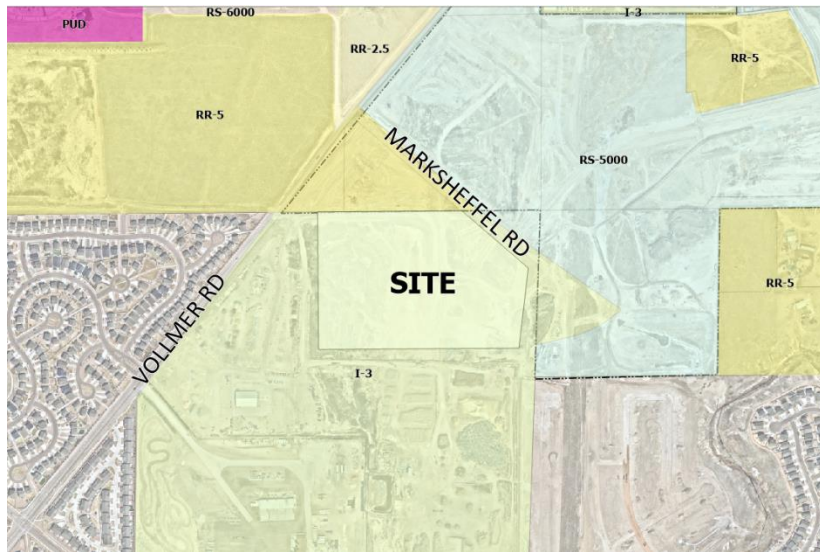 PUD
RS-6000
I-3
RR-2.5
RR-5
RR-5
MARKSHEFFEL RD
RS-5000
SITE
RR-5
VOLLMER RD
I-3